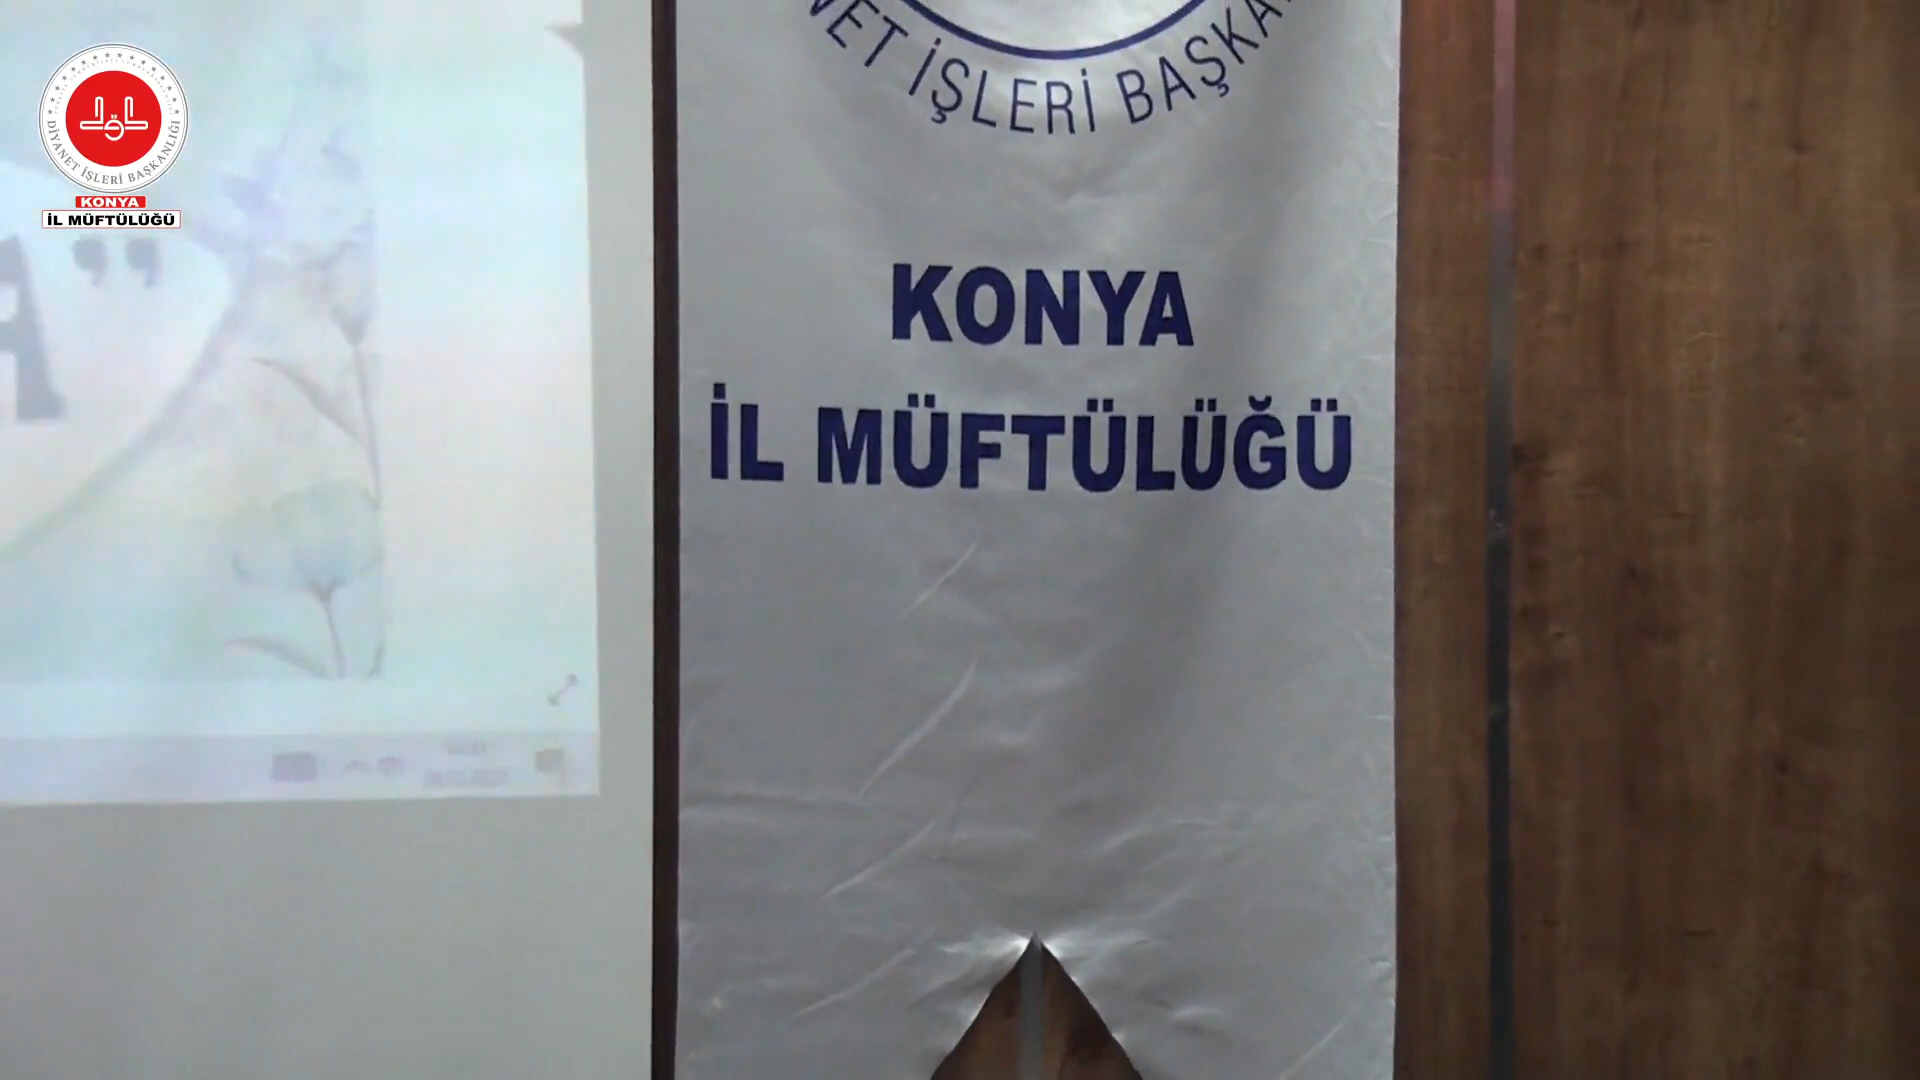 DİYANET İŞLERİ BAŞKANLIĞI
KONYA
İL MÜFTÜLÜĞÜ
A"
NET İŞLERİ BAŞKA
KONYA
İL MÜFTÜLÜĞÜ